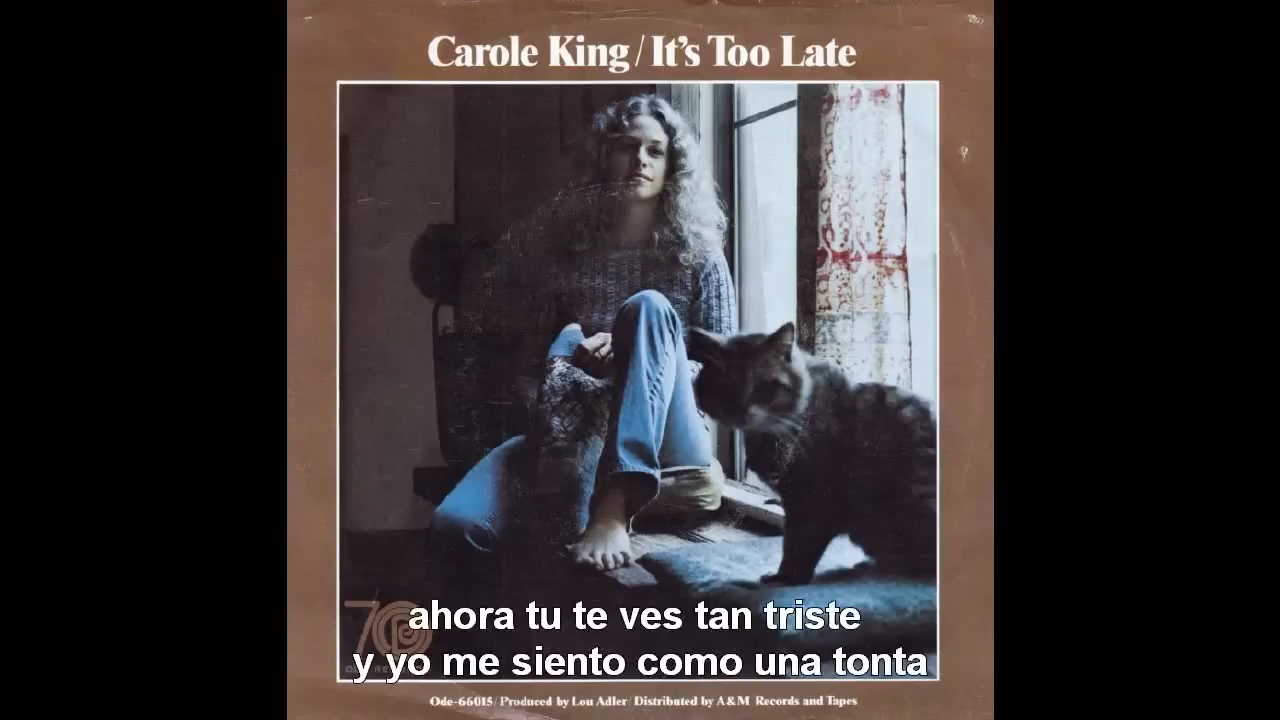 Carole King / It's Too Late
70
ahora tu te ves tan triste
y yo me siento como una tonta
Ode-66015 / Produced by Lou Adler / Distributed by A&M Records and Tapes